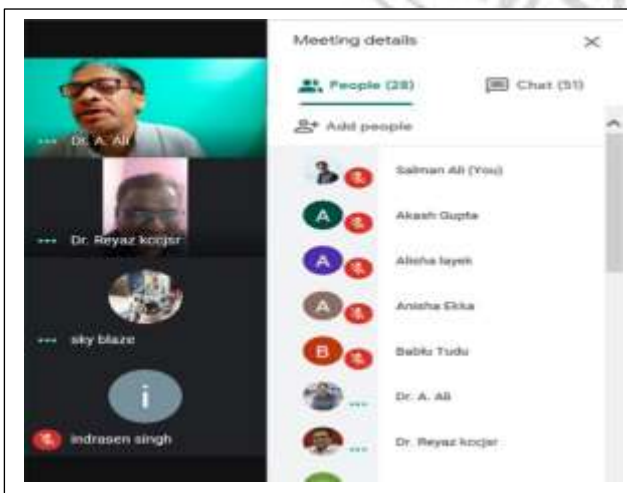 Meeting details
People (28)
Chat (51)
Add people
Dr. A. Ali
Dr. Reyaz kocjsr
sky blaze
i
indrasen singh
Salman Ali (You)
A
Akash Gupta
A
Alisha layek
A
Anisha Ekka
B
Bablu Tudu
Dr. A. Ali
Dr. Reyaz kocjsr